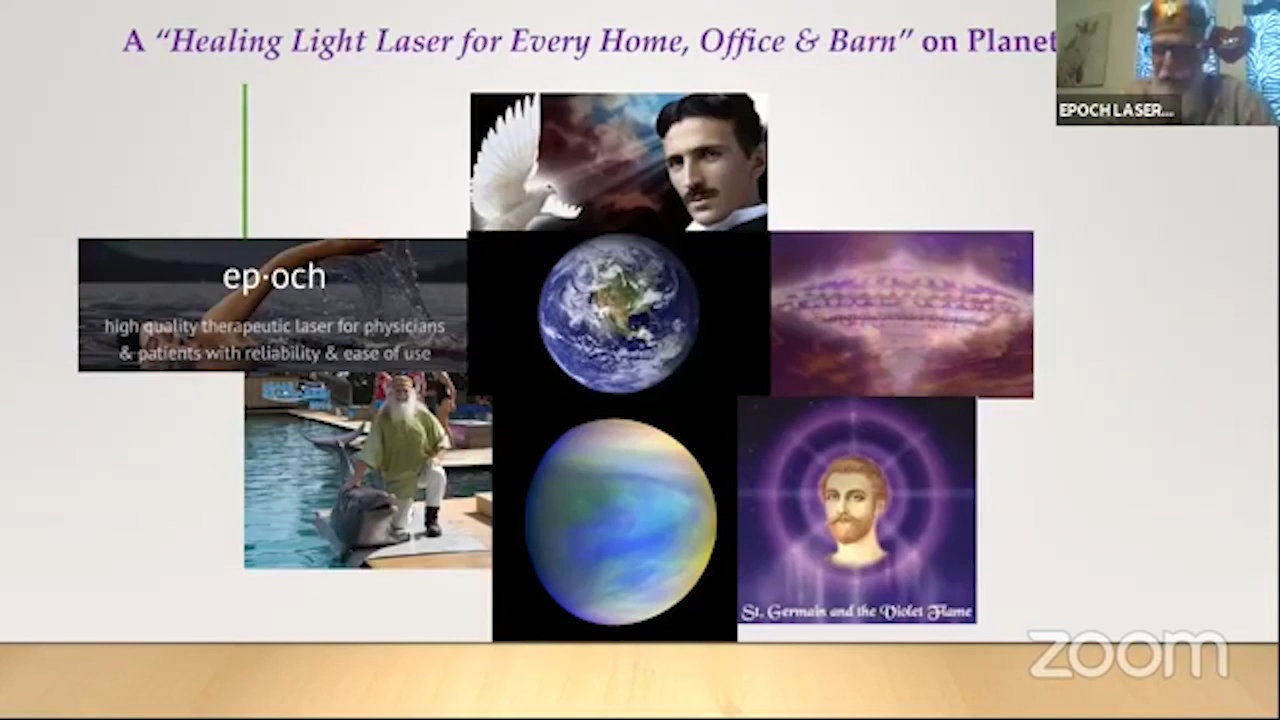 A “Healing Light Laser for Every Home, Office & Barn” on Planet
EPOCH LASER...
ep·och
high quality therapeutic laser for physicians
& patients with reliability & ease of use
St. Germain and the Violet Flame
zoom